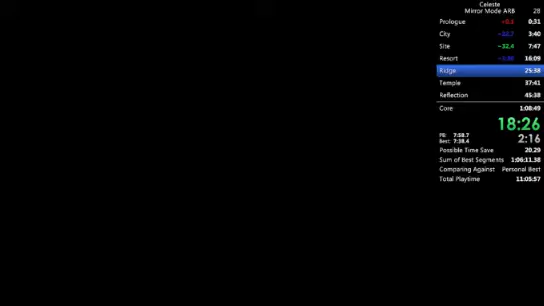 Celeste
Mirror Mode ARB 28
Prologue +0.3 0:31
City -22.7 3:40
Site -32.4 7:47
Resort 16:09
Ridge 25:38
Temple 37:41
Reflection 45:38
Core 1:08:49
18:26
PB: 7:58.7 2:16
Best: 7:38.4
Possible Time Save 20.29
Sum of Best Segments 1:06:11.38
Comparing Against Personal Best
Total Playtime 11:05:57